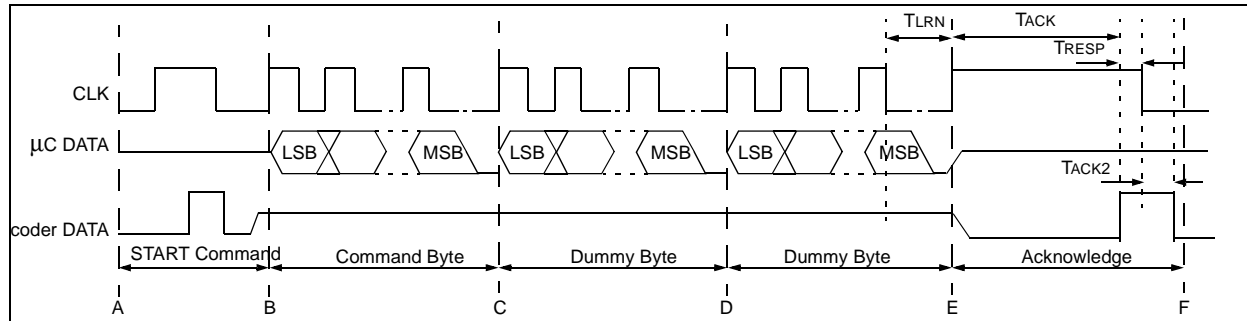 TLRN
TACK
TRESP
CLK
μC DATA
LSB
MSB
LSB
MSB
LSB
MSB
TACK2
coder DATA
START Command
Command Byte
Dummy Byte
Dummy Byte
Acknowledge
A
B
C
D
E
F